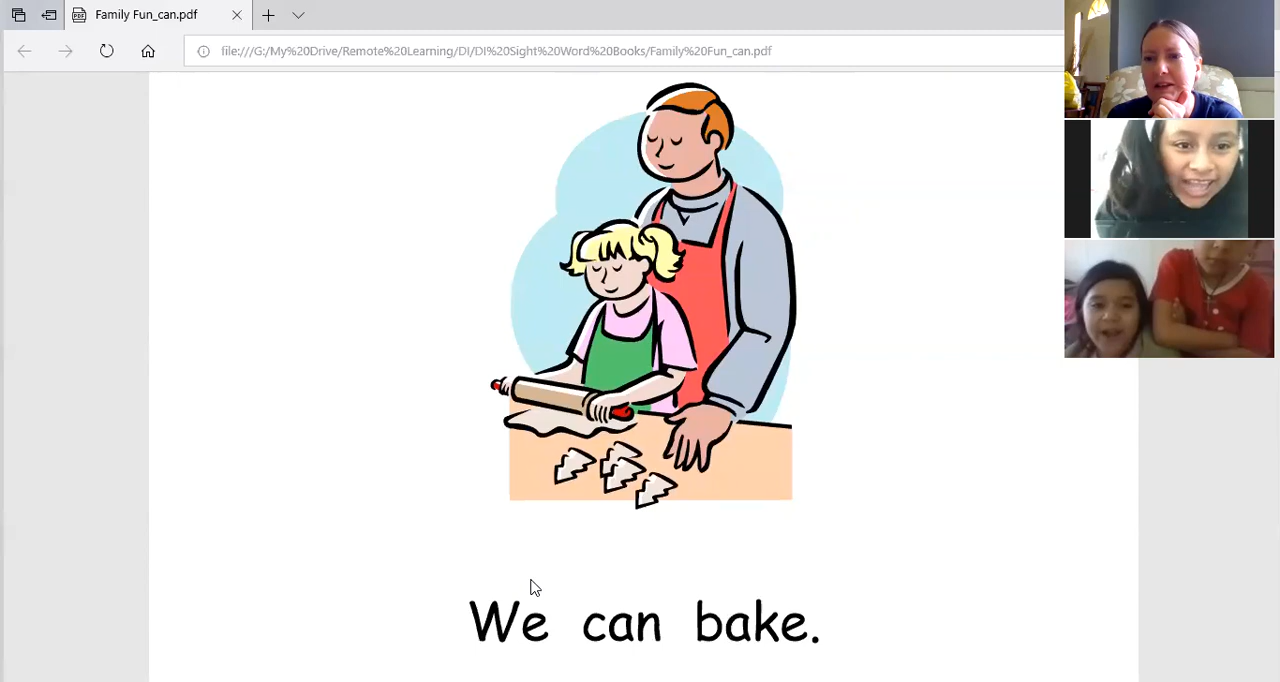 Family Fun_can.pdf
file:///G:/My%20Drive/Remote%20Learning/DI/DI%20Sight%20Word%20Books/Family%20Fun_can.pdf
We can bake.